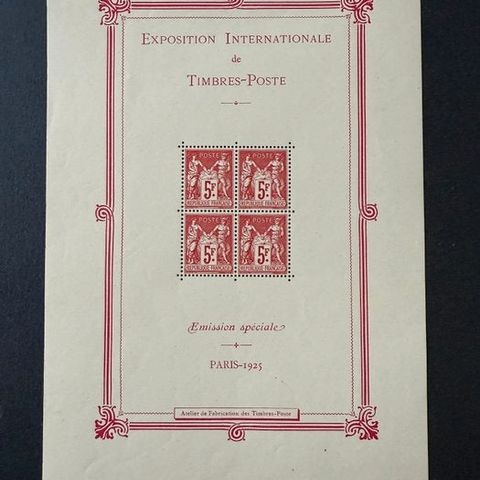 EXPOSITION INTERNATIONALE
de
TIMBRES-POSTE
POSTE POSTE
5F 5F
REPUBLIQUE FRANÇAISE REPUBLIQUE FRANÇAISE
POSTE POSTE
5F 5F
REPUBLIQUE FRANÇAISE REPUBLIQUE FRANÇAISE
Emission spéciale
PARIS-1925
Atelier de Fabrication des Timbres-Poste